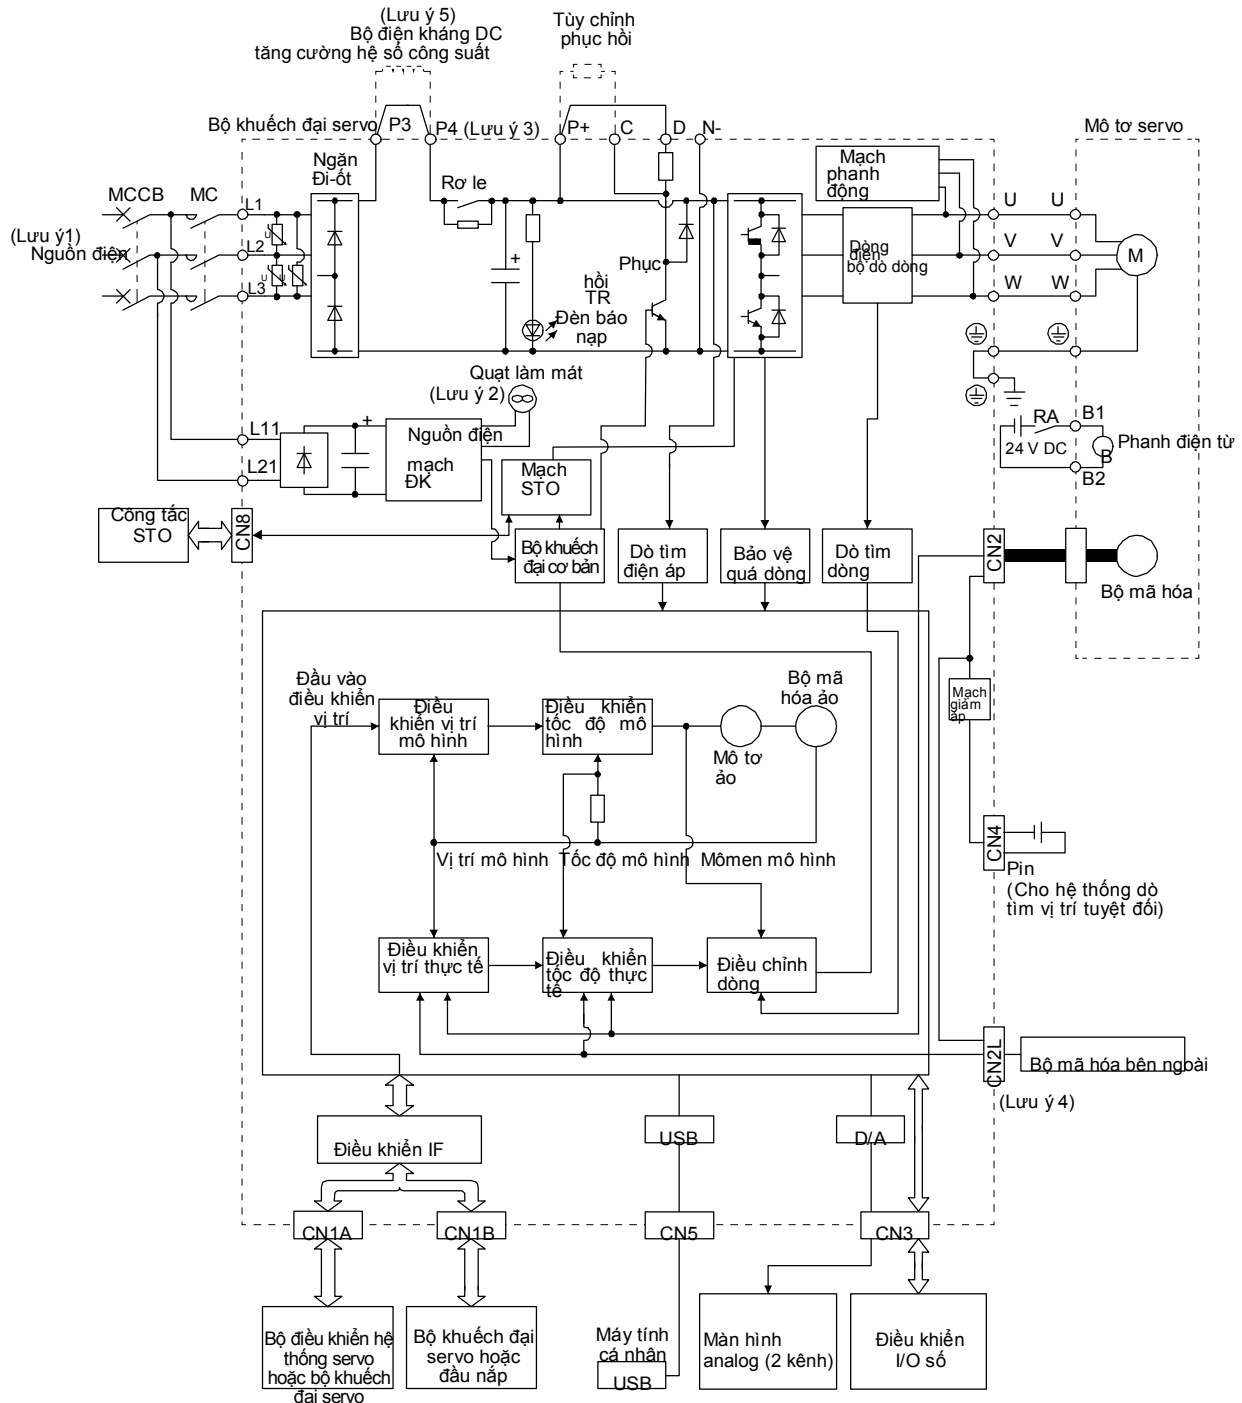 (Lưu ý 5)
Bộ điện kháng DC
tăng cường hệ số công suất
Tùy chỉnh
phục hồi
Bộ khuếch đại servo
P3
P4 (Lưu ý 3)
P+
C
D
N-
Mô tơ servo
Ngăn
Đi-ốt
Rơ le
Mạch
phanh
động
MCCB
MC
L1
U
U
(Lưu ý1)
Nguồn điện
L2
U
Dòng
điện
bộ dò dòng
V
V
M
U
U
L3
W
W
+
Phục
hồi
TR
Đèn báo
nạp
Quạt làm mát
(Lưu ý 2)
RA
B1
24 V DC
B
Phanh điện từ
B2
L11
+
Nguồn điện
mạch
ĐK
L21
Mạch
STO
Công tắc
STO
CN8
Bộ khuếch
đại cơ bản
Dò tìm
điện áp
Bảo vệ
quá dòng
Dò tìm
dòng
CN2
Bộ mã hóa
Đầu vào
điều khiển
vị trí
Điều
khiển vị trí
mô hình
Điều khiển
tốc độ mô
hình
Bộ mã
hóa ảo
Mô tơ
ảo
Mạch
giảm
áp
Vị trí mô hình
Tốc độ mô hình
Mômen mô hình
CN4
Pin
(Cho hệ thống dò
tìm vị trí tuyệt đối)
Điều khiển
vị trí thực tế
Điều khiển
tốc độ thực
tế
Điều chỉnh
dòng
CN2L
Bộ mã hóa bên ngoài
(Lưu ý 4)
Điều khiển IF
USB
D/A
CN1A
CN1B
CN5
CN3
Bộ điều khiển hệ
thống servo
hoặc bộ khuếch
đại servo
Bộ khuếch đại
servo hoặc
đầu nắp
Máy tính
cá nhân
USB
Màn hình
analog (2 kênh)
Điều khiển
I/O số